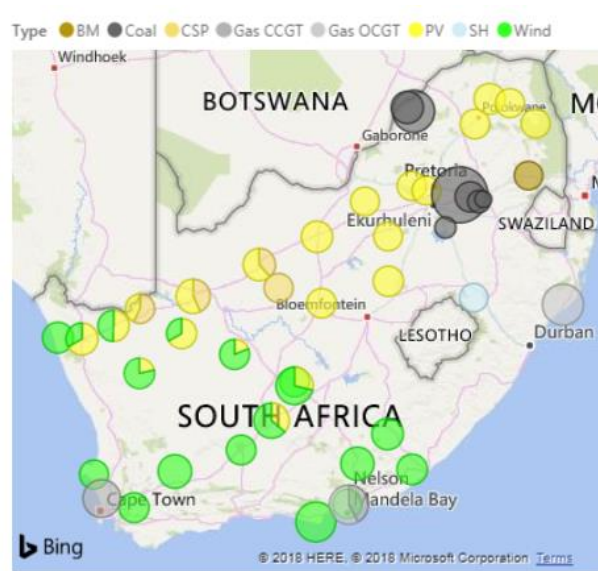 Type BM Coal CSP Gas CCGT Gas OCGT PV SH Wind
Windhoek
BOTSWANA
Polokwane
MO
Gaborone
Pretoria
Ekurhuleni
SWAZILAND
Bloemfontein
LESOTHO
Durban
SOUTH AFRICA
Nelson
Mandela Bay
Cape Town
Bing
© 2018 HERE, © 2018 Microsoft Corporation Terms